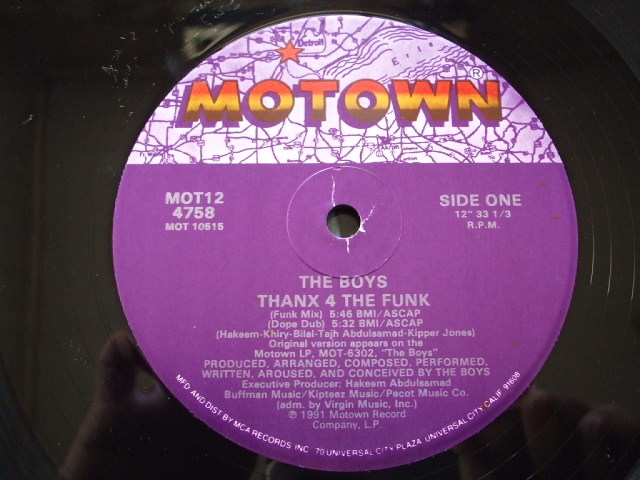 Detroit
Erie
MOTOWN®
MOT12
4758
MOT 10515
SIDE ONE
12" 33 1/3
R.P.M.
THE BOYS
THANX 4 THE FUNK
(Funk Mix) 5:46 BMI/ASCAP
(Dope Dub) 5:32 BMI/ASCAP
(Hakeem-Khiry-Bilal-Tajh Abdulsamad-Kipper Jones)
Original version appears on the
Motown LP, MOT-6302, "The Boys"
PRODUCED, ARRANGED, COMPOSED, PERFORMED,
WRITTEN, AROUSED, AND CONCEIVED BY THE BOYS
Executive Producer: Hakeem Abdulssamad
Buffman Music/Kipteez Music/Pacot Music Co.
(adm. by Virgin Music, Inc.)
℗ 1991 Motown Record
Company, L.P.
MFD AND DIST BY MCA RECORDS INC · 70 UNIVERSAL CITY PLAZA, UNIVERSAL CITY, CALIF. 91608